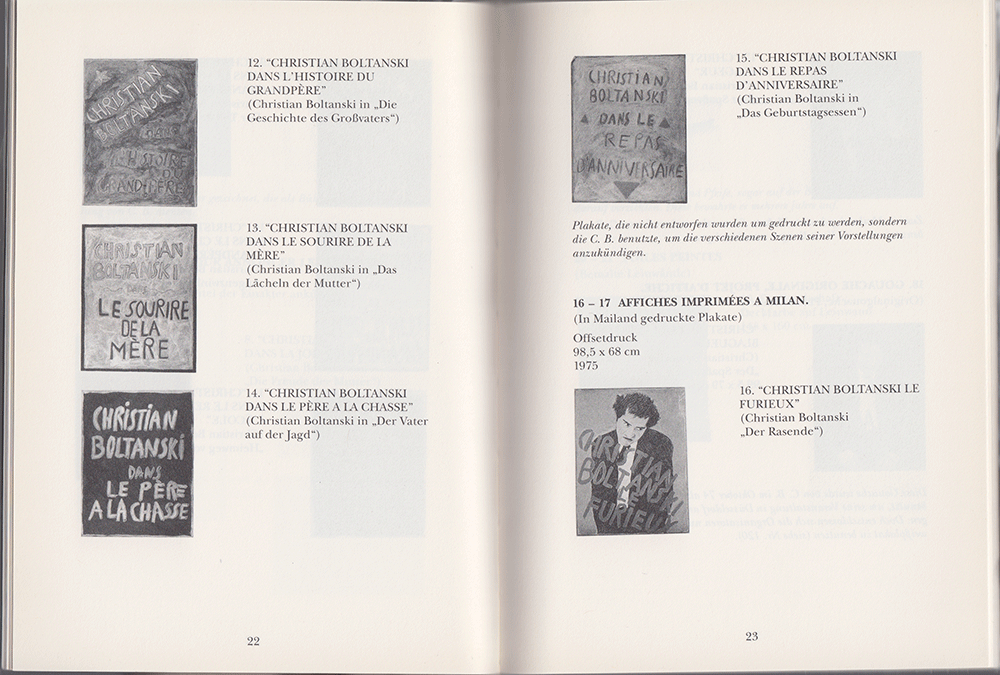 CHRISTIAN
BOLTANSKI
DANS
L'HISTOIRE
DU
GRAND-PÈRE
12. “CHRISTIAN BOLTANSKI
DANS L’HISTOIRE DU
GRANDPÈRE”
(Christian Boltanski in „Die
Geschichte des Großvaters“)
CHRISTIAN
BOLTANSKI
DANS
LE SOURIRE
DE LA
MÈRE
13. “CHRISTIAN BOLTANSKI
DANS LE SOURIRE DE LA
MÈRE”
(Christian Boltanski in „Das
Lächeln der Mutter“)
CHRISTIAN
BOLTANSKI
DANS
LE PÈRE
A LA CHASSE
14. “CHRISTIAN BOLTANSKI
DANS LE PÈRE A LA CHASSE”
(Christian Boltanski in „Der Vater
auf der Jagd“)
22
CHRISTIAN
BOLTANSKI
DANS LE
REPAS
D'ANNIVERSAIRE
15. “CHRISTIAN BOLTANSKI
DANS LE REPAS
D’ANNIVERSAIRE”
(Christian Boltanski in
„Das Geburtstagsessen“)
Plakate, die nicht entworfen wurden um gedruckt zu werden, sondern
die C. B. benutzte, um die verschiedenen Szenen seiner Vorstellungen
anzukündigen.
16 – 17 AFFICHES IMPRIMÉES A MILAN.
(In Mailand gedruckte Plakate)
Offsetdruck
98,5 x 68 cm
1975
CHRISTIAN
BOLTANSKI
LE
FURIEUX
16. “CHRISTIAN BOLTANSKI LE
FURIEUX”
(Christian Boltanski
„Der Rasende“)
23